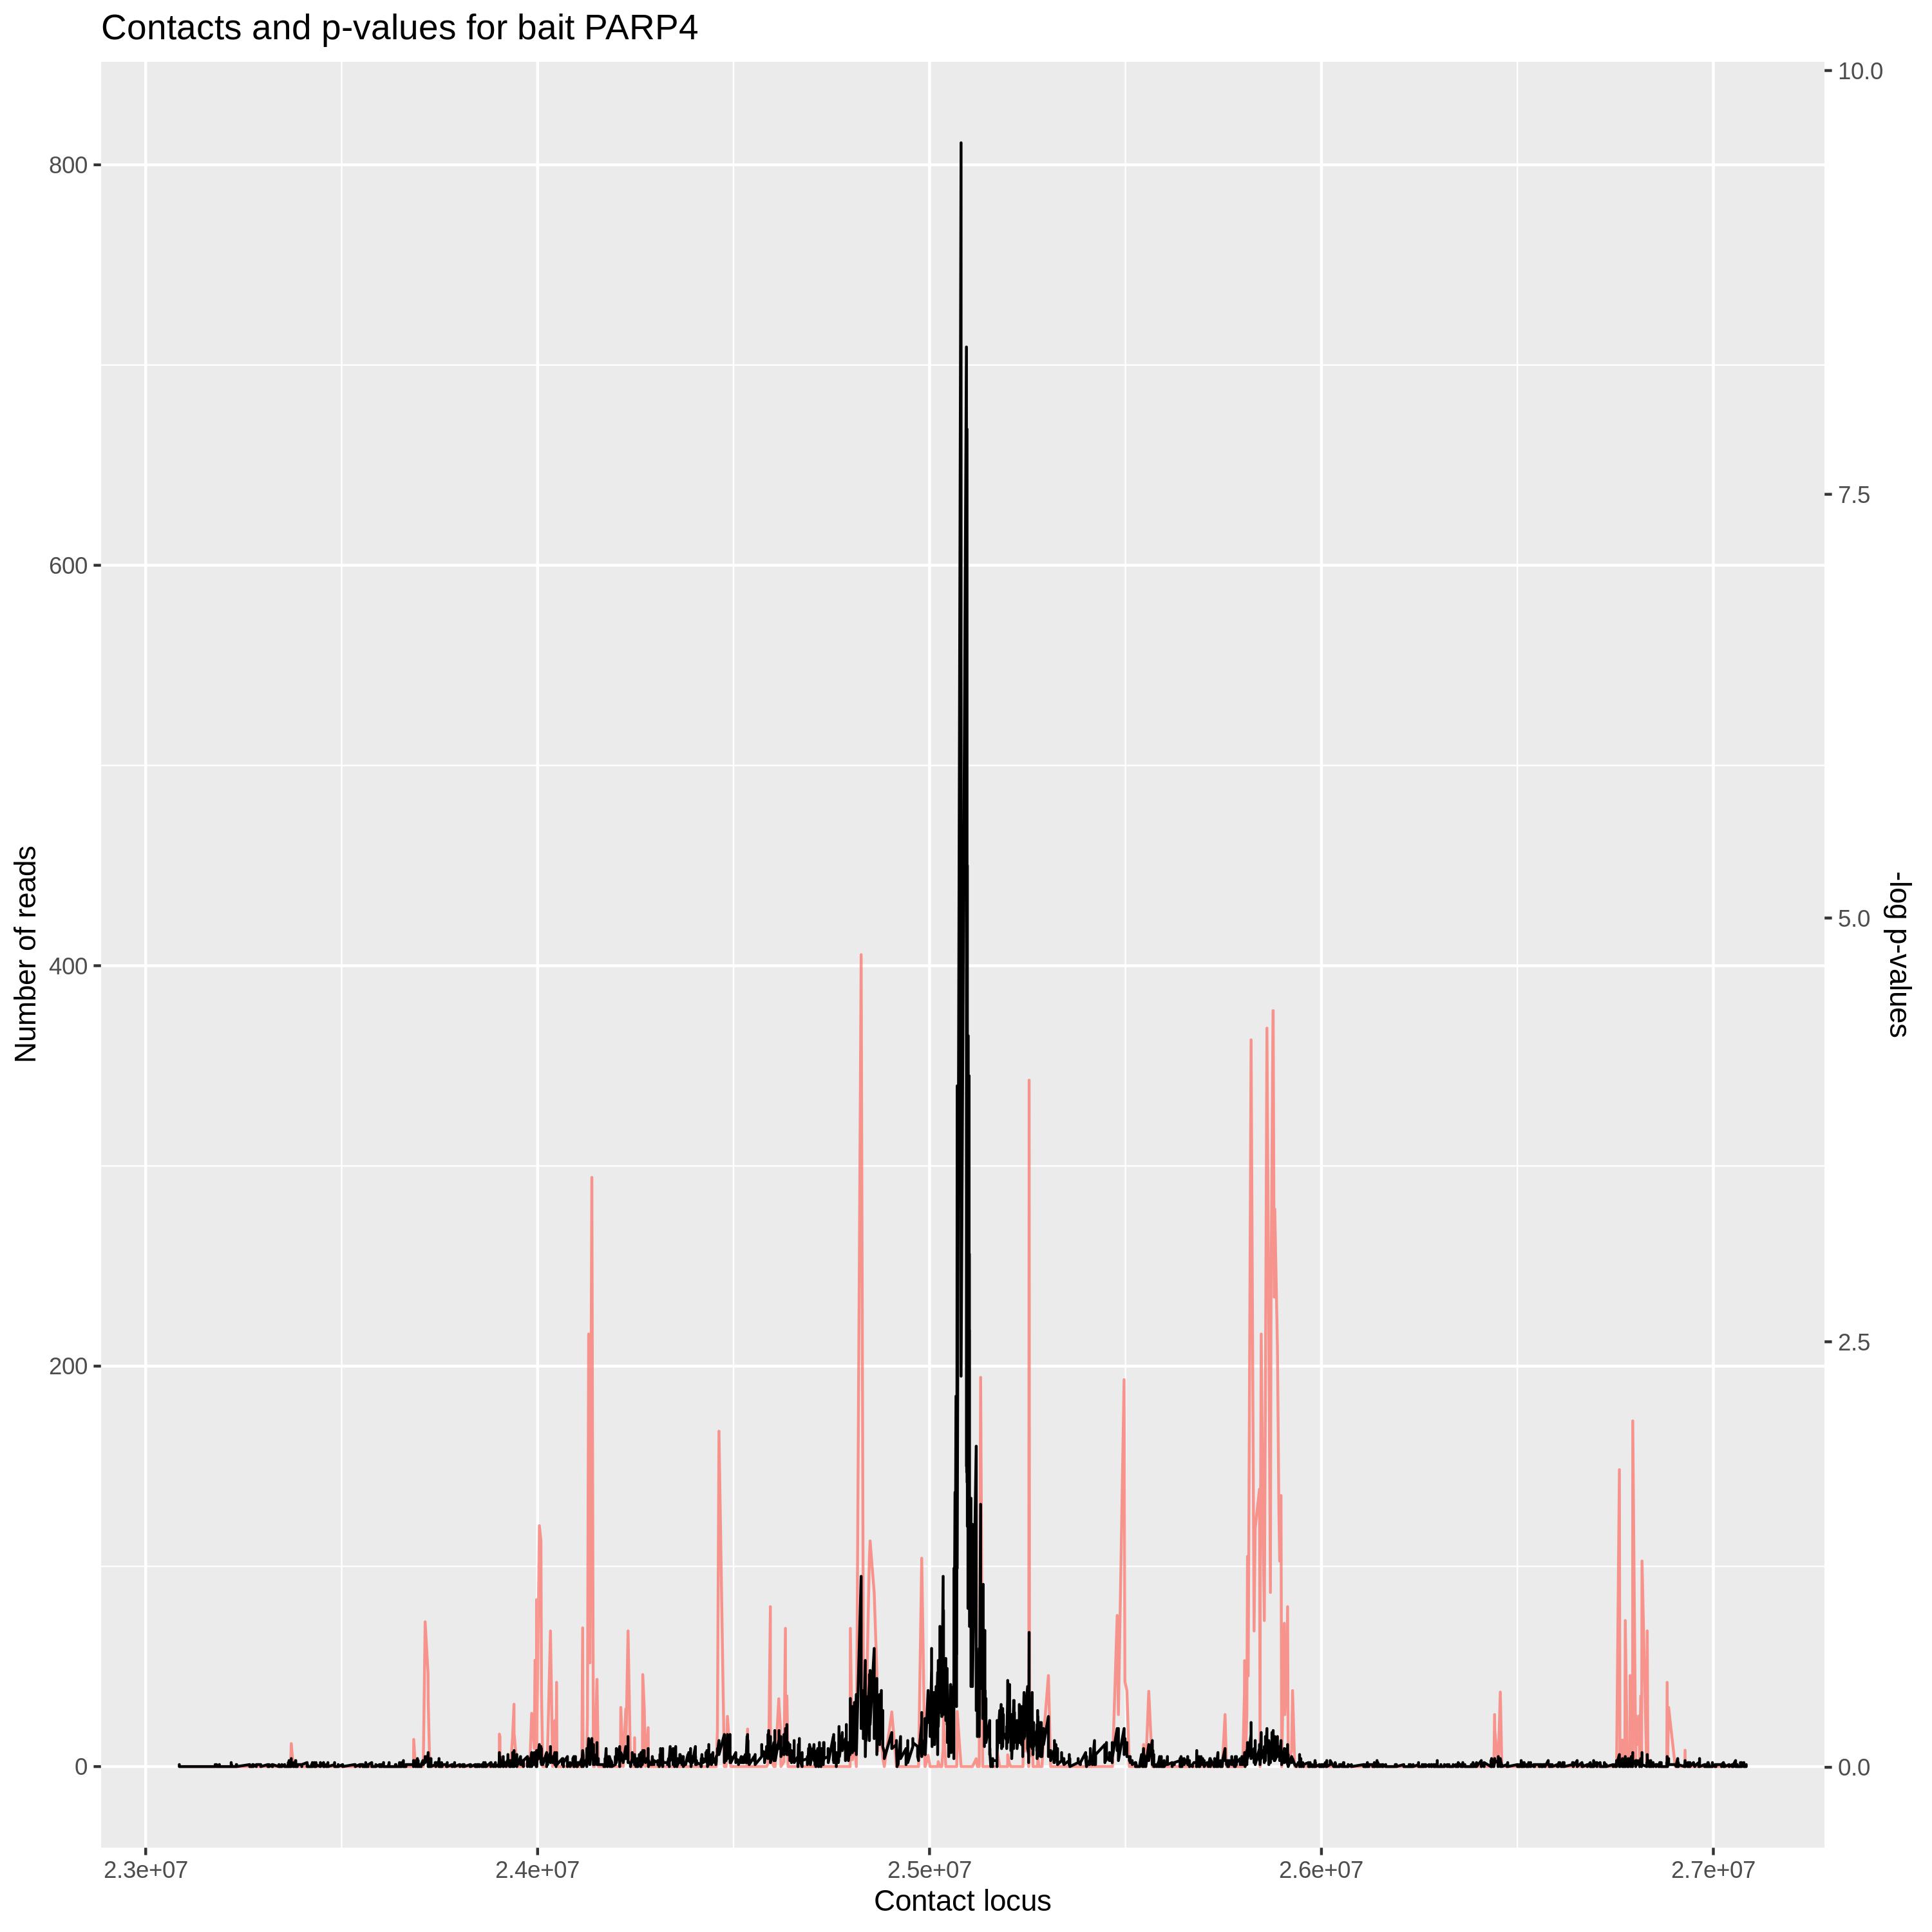 Contacts and p-values for bait PARP4
10.0
800
7.5
600
Number of reads
-log p-values
5.0
400
2.5
200
0
0.0
2.3e+07
2.4e+07
2.5e+07
2.6e+07
2.7e+07
Contact locus